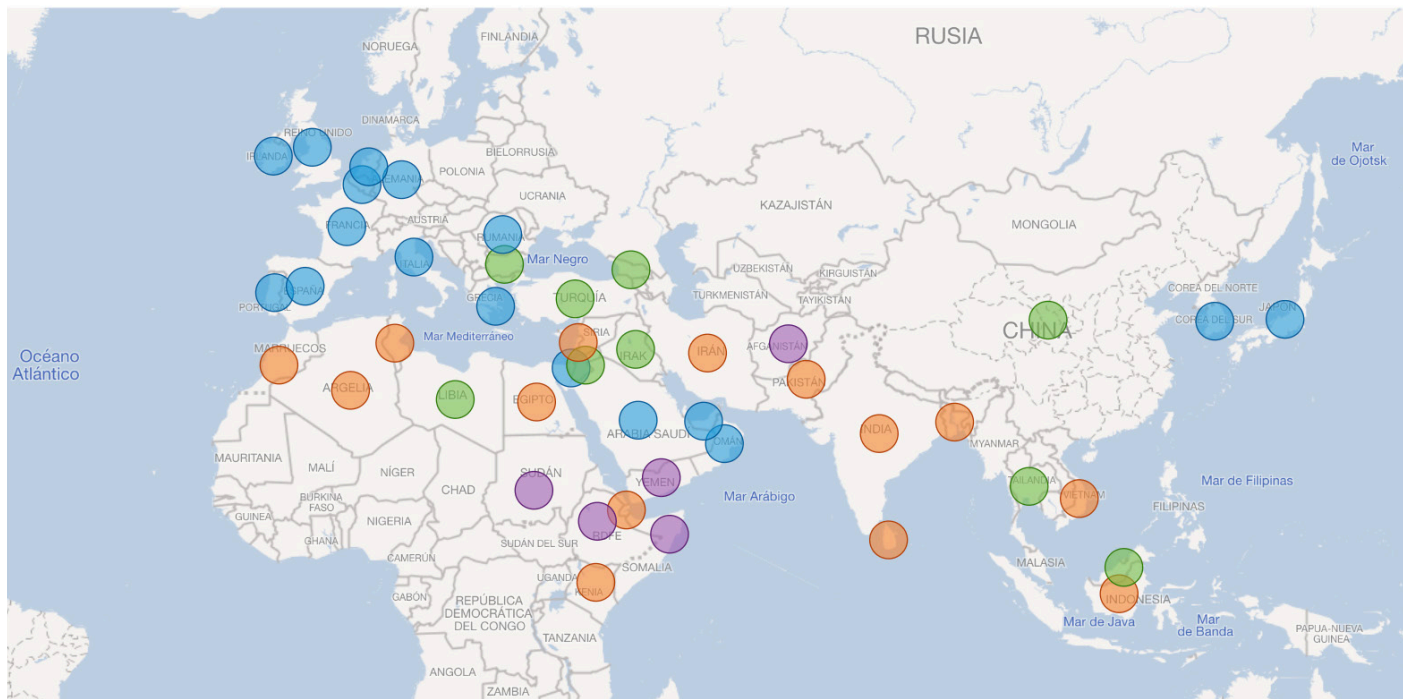 RUSIA
FINLANDIA
NORUEGA
DINAMARCA
REINO UNIDO
IRLANDA
BIELORRUSIA
POLONIA
ALEMANIA
UCRANIA
KAZAJISTÁN
MONGOLIA
Mar
de Ojotsk
FRANCIA
AUSTRIA
RUMANIA
ITALIA
Mar Negro
UZBEKISTÁN
KIRGUISTÁN
TURKMENISTÁN
TAYIKISTÁN
COREA DEL NORTE
COREA DEL SUR
JAPÓN
PORTUGAL
ESPAÑA
GRECIA
TURQUÍA
CHINA
Océano
Atlántico
Mar Mediterráneo
SIRIA
IRAK
IRÁN
AFGANISTÁN
PAKISTÁN
MARRUECOS
ARGELIA
LIBIA
EGIPTO
ARABIA SAUDÍ
OMÁN
INDIA
MYANMAR
MAURITANIA
MALÍ
NÍGER
CHAD
SUDÁN
YEMEN
Mar Arábigo
TAILANDIA
VIETNAM
Mar de Filipinas
FILIPINAS
BURKINA
FASO
GUINEA
GHANA
NIGERIA
CAMERÚN
SUDÁN DEL SUR
BDFE
SOMALIA
UGANDA
KENIA
GABÓN
REPÚBLICA
DEMOCRÁTICA
DEL CONGO
TANZANIA
ANGOLA
ZAMBIA
MALASIA
INDONESIA
Mar de Java
Mar
de Banda
PAPUA-NUEVA
GUINEA